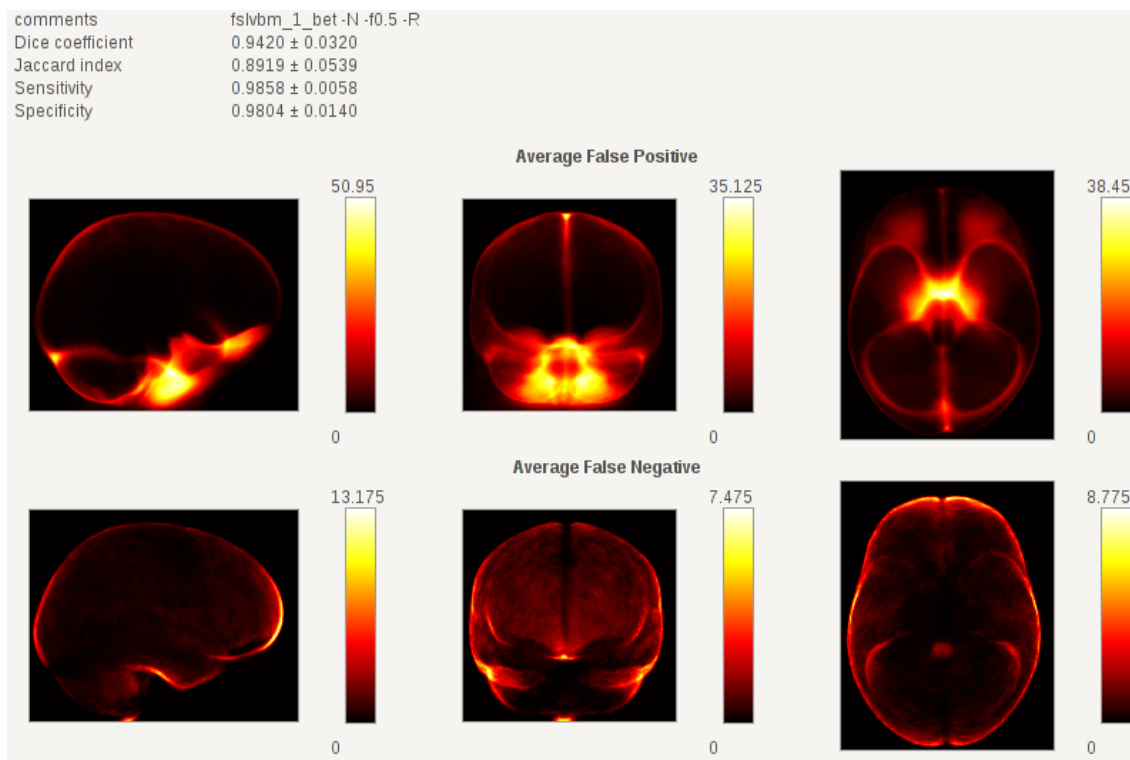 comments fslvbm_1_bet -N -f0.5 -R
Dice coefficient 0.9420 ± 0.0320
Jaccard index 0.8919 ± 0.0539
Sensitivity 0.9858 ± 0.0058
Specificity 0.9804 ± 0.0140
Average False Positive
50.95 35.125 38.45
0 0 0
Average False Negative
13.175 7.475 8.775
0 0 0